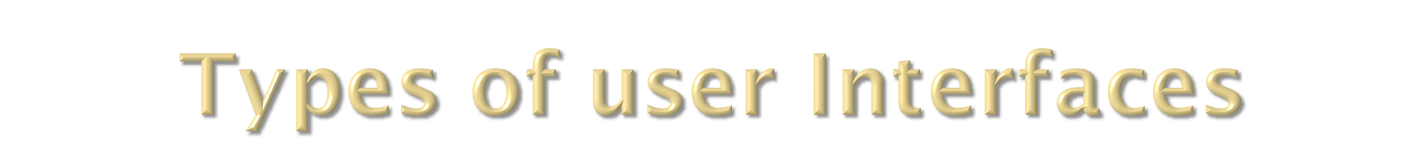 Types of user Interfaces